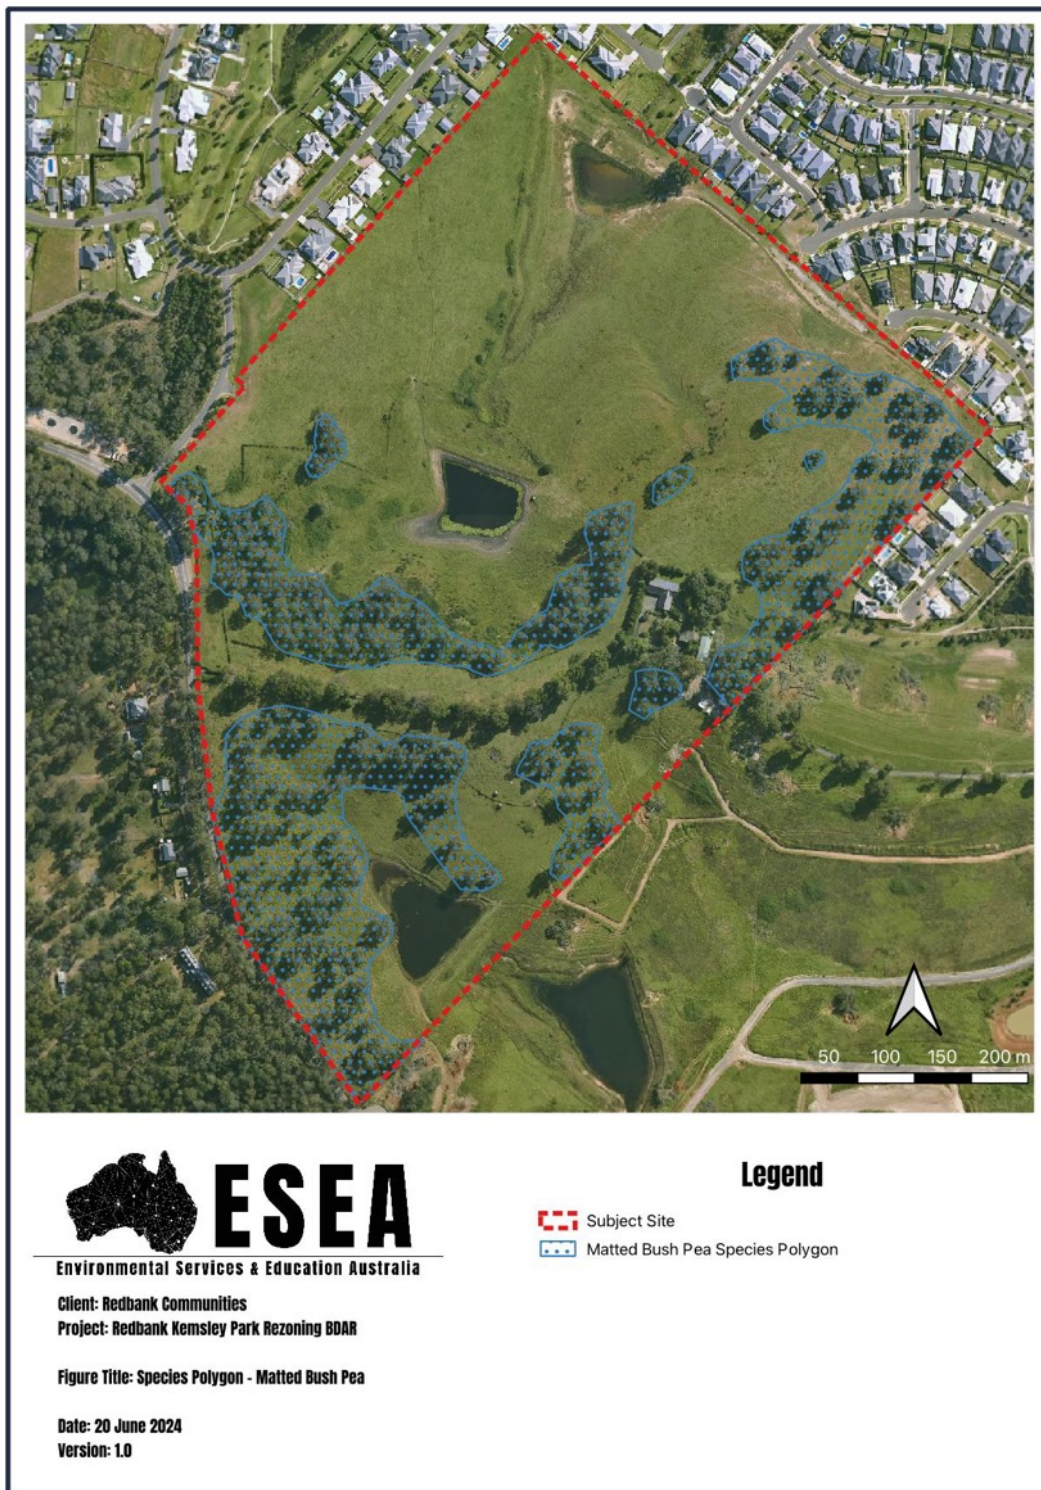 50 100 150 200 m
ESEA
Environmental Services & Education Australia
Legend
Subject Site
Matted Bush Pea Species Polygon
Client: Redbank Communities
Project: Redbank Kemsley Park Rezoning BDAR
Figure Title: Species Polygon - Matted Bush Pea
Date: 20 June 2024
Version: 1.0